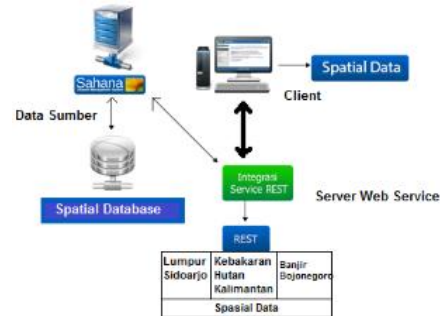 Sahana
Spatial Data
Client
Data Sumber
Integrasi
Service REST
Server Web Service
Spatial Database
REST
Lumpur
Sidoarjo
Kebakaran
Hutan
Kalimantan
Banjir
Bojonegoro
Spasial Data